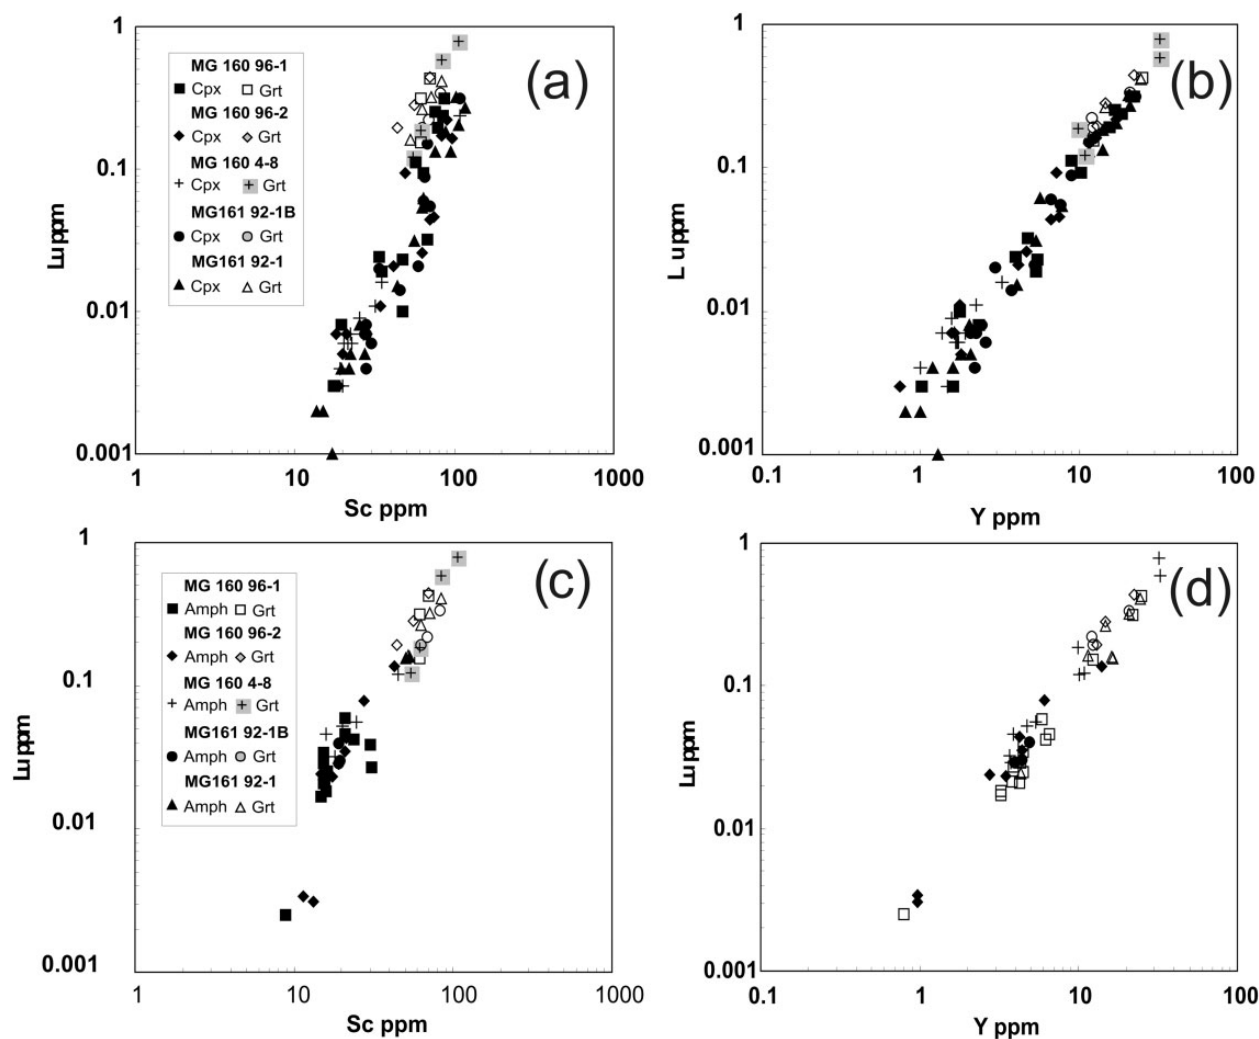 1
0.1
0.01
0.001
Lu ppm
(a)
MG 160 96-1
Cpx Grt
MG 160 96-2
Cpx Grt
MG 160 4-8
Cpx Grt
MG161 92-1B
Cpx Grt
MG161 92-1
Cpx Grt
1 10 100 1000
Sc ppm
1
0.1
0.01
0.001
L u ppm
(b)
0.1 1 10 100
Y ppm
1
0.1
0.01
0.001
Lu ppm
(c)
MG 160 96-1
Amph Grt
MG 160 96-2
Amph Grt
MG 160 4-8
Amph Grt
MG161 92-1B
Amph Grt
MG161 92-1
Amph Grt
1 10 100 1000
Sc ppm
1
0.1
0.01
0.001
Lu ppm
(d)
0.1 1 10 100
Y ppm